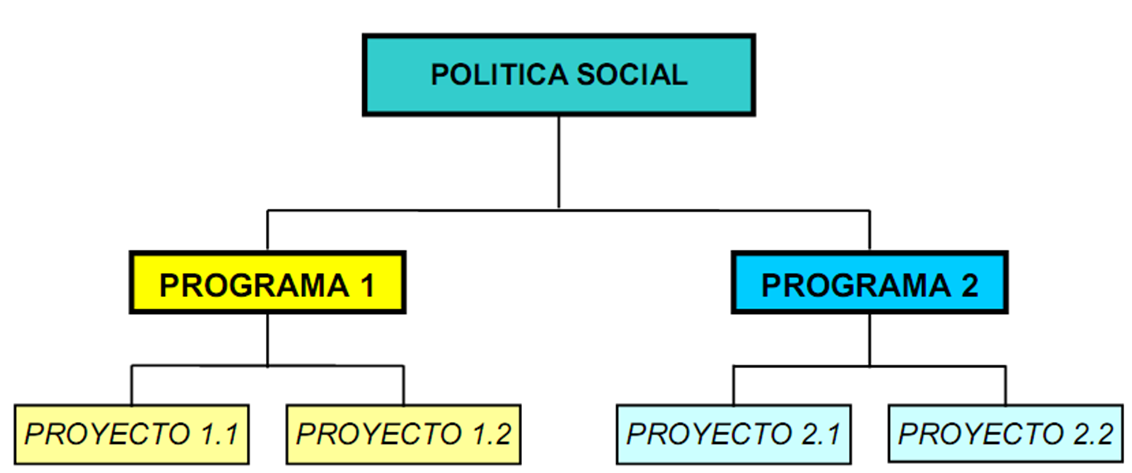 POLITICA SOCIAL
PROGRAMA 1
PROGRAMA 2
PROYECTO 1.1
PROYECTO 1.2
PROYECTO 2.1
PROYECTO 2.2